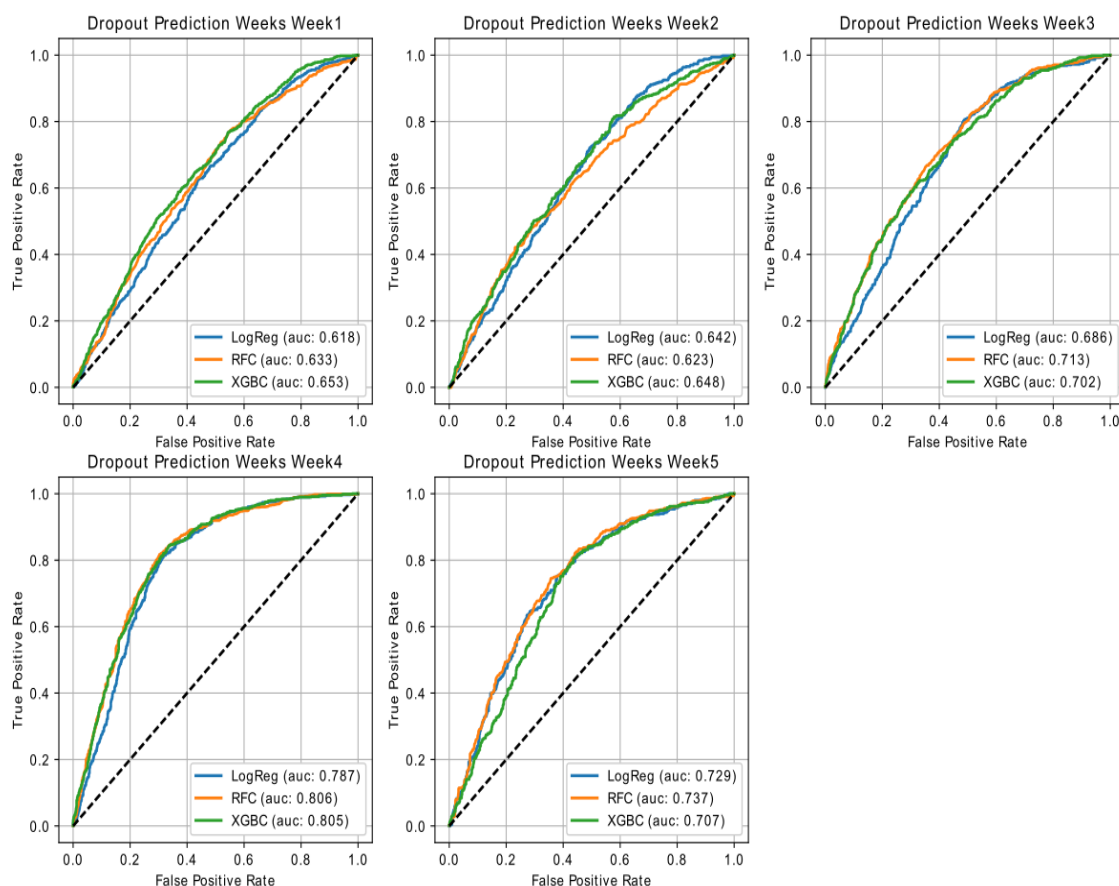 Dropout Prediction Weeks Week1
True Positive Rate
1.0
0.8
0.6
0.4
0.2
0.0
LogReg (auc: 0.618)
RFC (auc: 0.633)
XGBC (auc: 0.653)
0.0 0.2 0.4 0.6 0.8 1.0
False Positive Rate
Dropout Prediction Weeks Week2
True Positive Rate
1.0
0.8
0.6
0.4
0.2
0.0
LogReg (auc: 0.642)
RFC (auc: 0.623)
XGBC (auc: 0.648)
0.0 0.2 0.4 0.6 0.8 1.0
False Positive Rate
Dropout Prediction Weeks Week3
True Positive Rate
1.0
0.8
0.6
0.4
0.2
0.0
LogReg (auc: 0.686)
RFC (auc: 0.713)
XGBC (auc: 0.702)
0.0 0.2 0.4 0.6 0.8 1.0
False Positive Rate
Dropout Prediction Weeks Week4
True Positive Rate
1.0
0.8
0.6
0.4
0.2
0.0
LogReg (auc: 0.787)
RFC (auc: 0.806)
XGBC (auc: 0.805)
0.0 0.2 0.4 0.6 0.8 1.0
False Positive Rate
Dropout Prediction Weeks Week5
True Positive Rate
1.0
0.8
0.6
0.4
0.2
0.0
LogReg (auc: 0.729)
RFC (auc: 0.737)
XGBC (auc: 0.707)
0.0 0.2 0.4 0.6 0.8 1.0
False Positive Rate